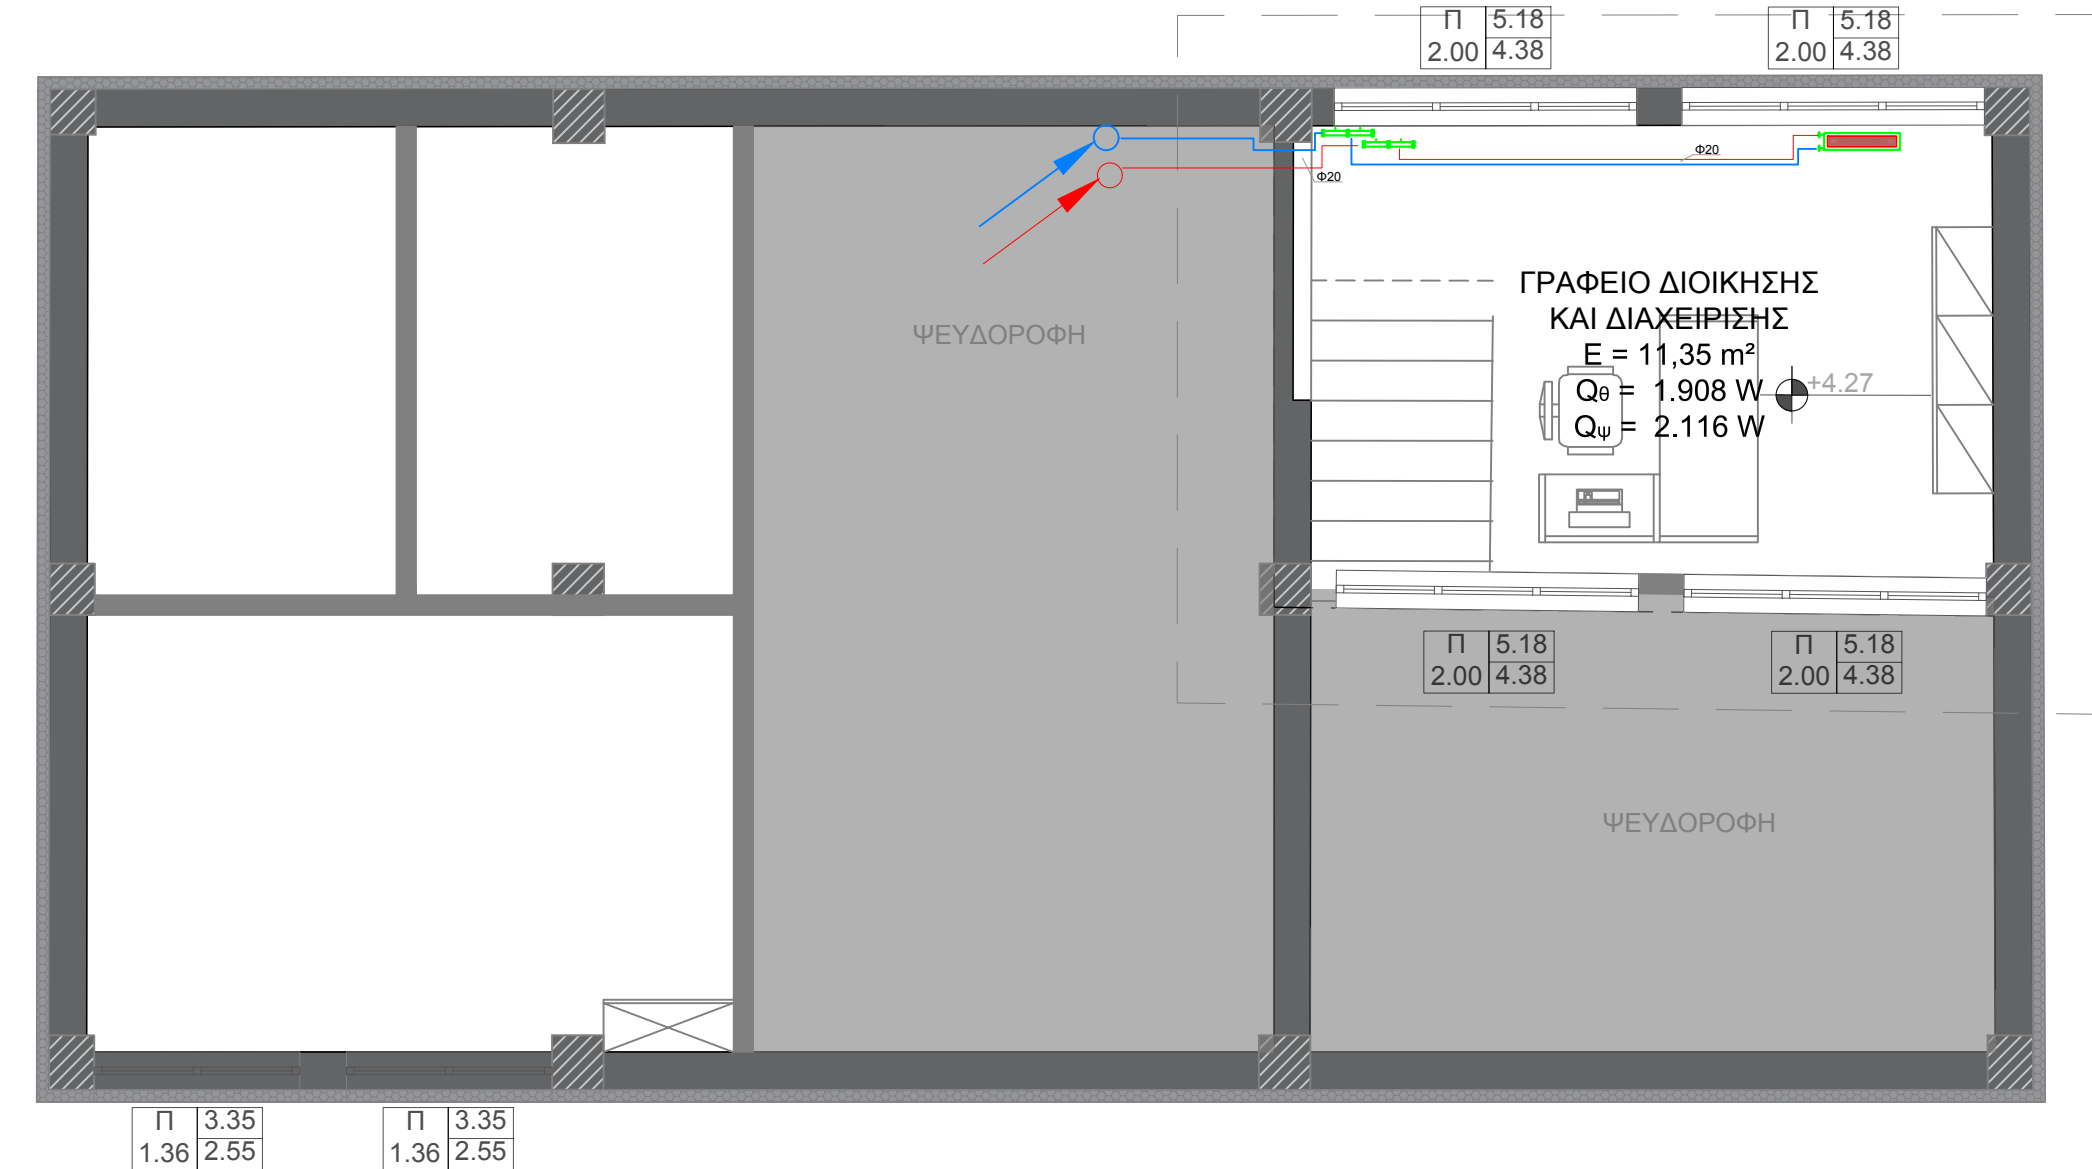 Π 5.18
2.00 4.38
Π 5.18
2.00 4.38
Φ20
Φ20
ΓΡΑΦΕΙΟ ΔΙΟΙΚΗΣΗΣ
ΚΑΙ ΔΙΑΧΕΙΡΙΣΗΣ
Ε = 11,35 m²
Qθ = 1.908 W
Qψ = 2.116 W
+4.27
ΨΕΥΔΟΡΟΦΗ
Π 5.18
2.00 4.38
Π 5.18
2.00 4.38
ΨΕΥΔΟΡΟΦΗ
Π 3.35
1.36 2.55
Π 3.35
1.36 2.55